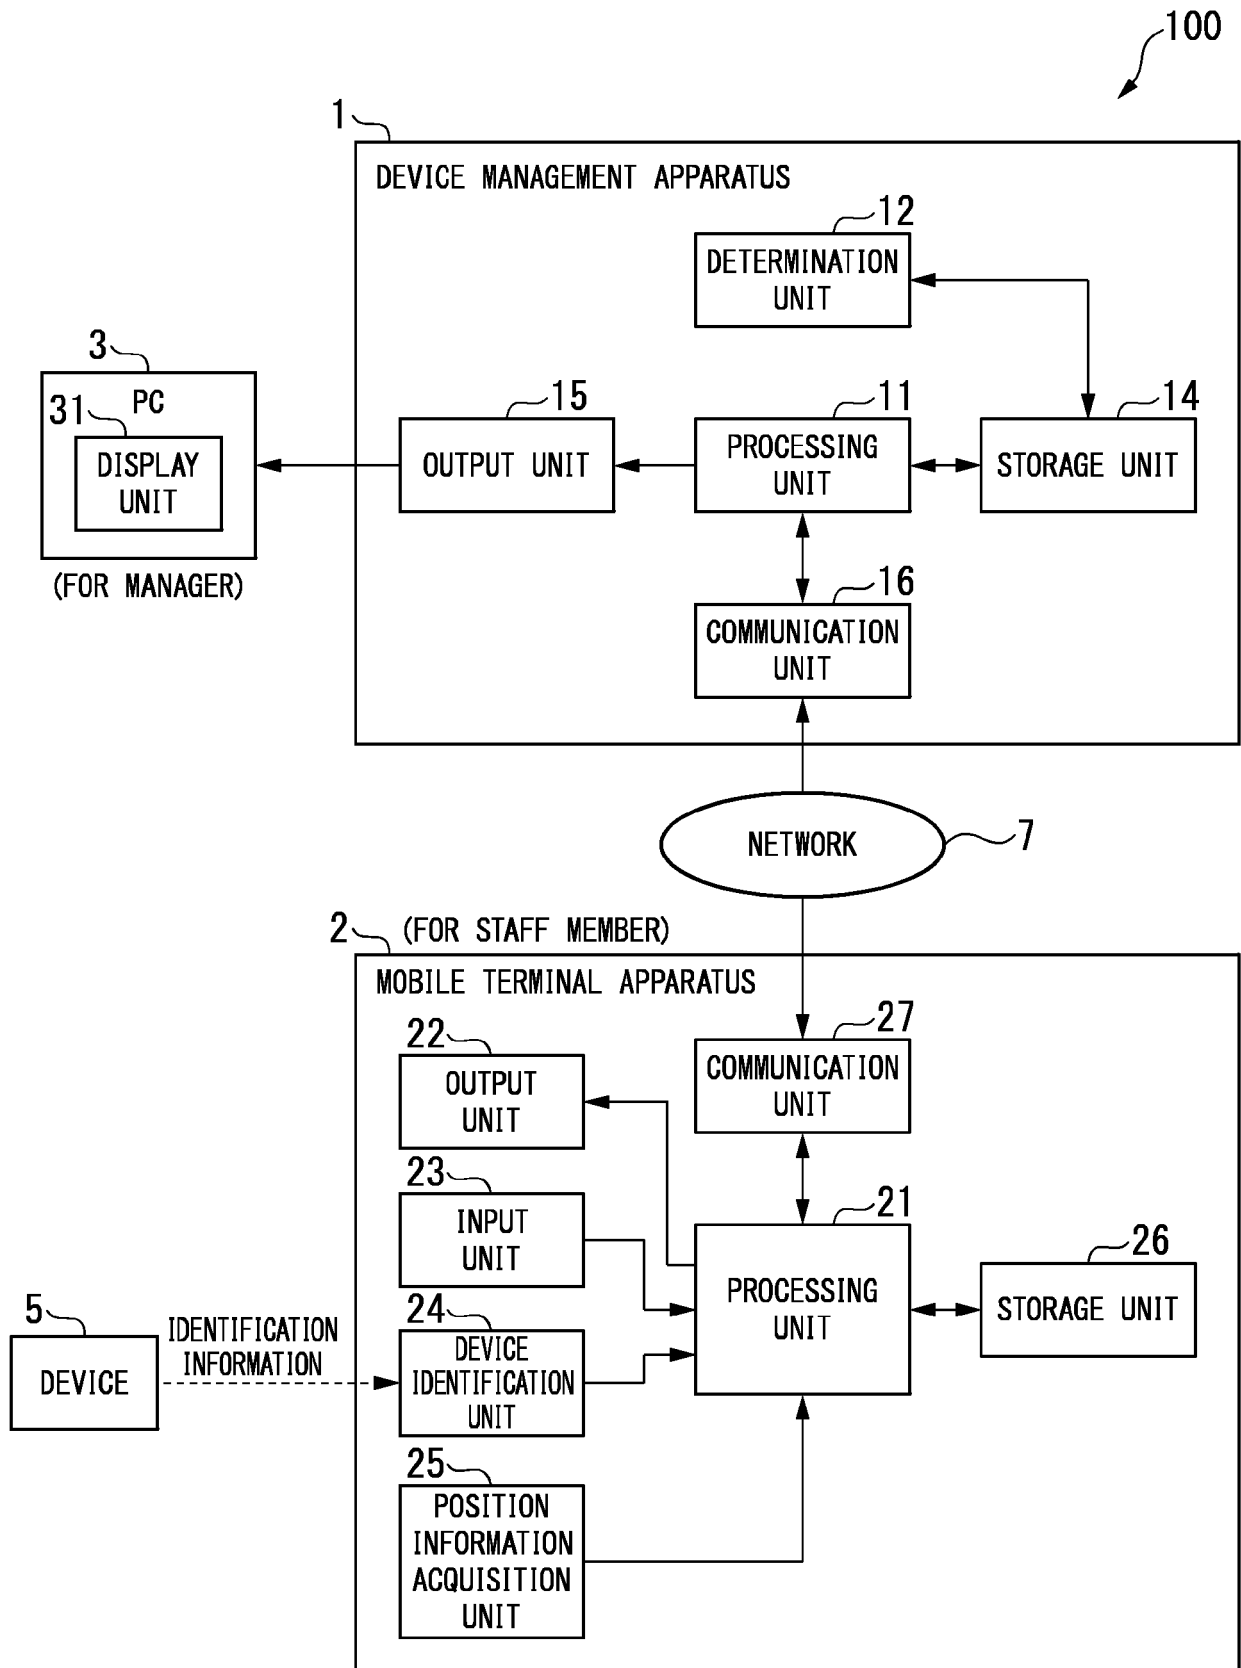 100
1
DEVICE MANAGEMENT APPARATUS
12
DETERMINATION
UNIT
3
PC
31
DISPLAY
UNIT
(FOR MANAGER)
15
OUTPUT UNIT
11
PROCESSING
UNIT
14
STORAGE UNIT
16
COMMUNICATION
UNIT
NETWORK
7
2
(FOR STAFF MEMBER)
MOBILE TERMINAL APPARATUS
22
OUTPUT
UNIT
27
COMMUNICATION
UNIT
23
INPUT
UNIT
21
PROCESSING
UNIT
26
STORAGE UNIT
5
DEVICE
IDENTIFICATION
INFORMATION
24
DEVICE
IDENTIFICATION
UNIT
25
POSITION
INFORMATION
ACQUISITION
UNIT